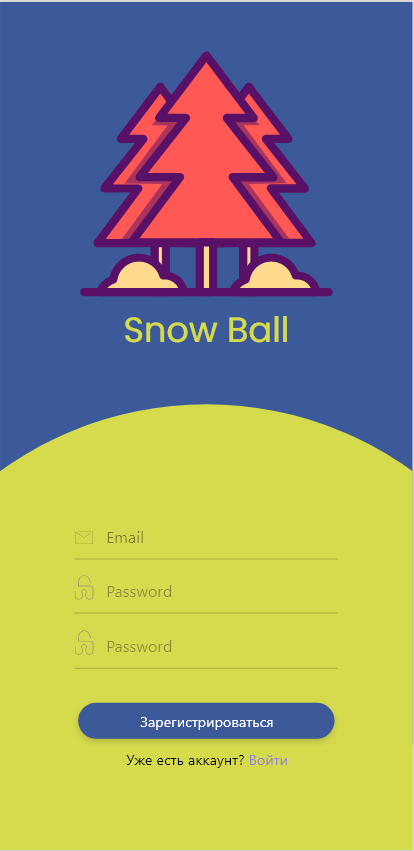 Snow Ball
Email
Password
Password
Зарегистрироваться
Уже есть аккаунт? Войти